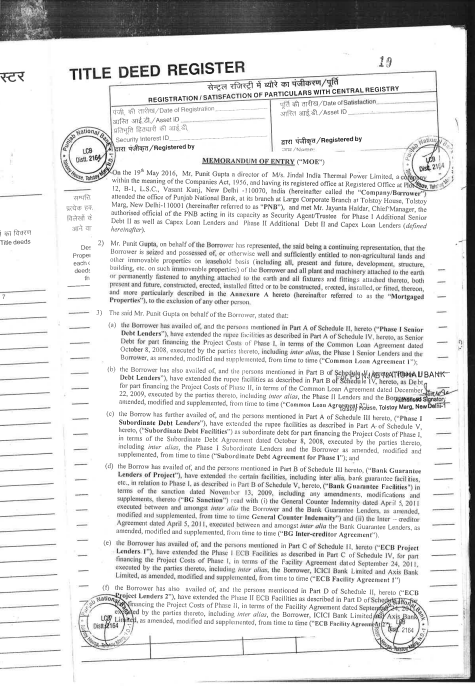 19
स्टर
TITLE DEED REGISTER
सेन्ट्रल रजिस्ट्री में ब्योरे का पंजीकरण/पूर्ति
REGISTRATION / SATISFACTION OF PARTICULARS WITH CENTRAL REGISTRY
पंजी. की तारीख/Date of Registration
पूर्ति की तारीख/Date of Satisfaction
आस्ति आई.डी./Asset ID
आस्ति आई.डी./Asset ID
प्रतिभूति हितधारी की आई.डी.
Security Interest ID
द्वारा पंजीकृत/Registered by
द्वारा पंजीकृत/Registered by
MEMORANDUM OF ENTRY ("MOE")
On the 19th May 2016, Mr. Punit Gupta a director of M/s. Jindal India Thermal Power Limited, a company
within the meaning of the Companies Act, 1956, and having its registered office at Registered Office at Plot
12, B-1, L.S.C., Vasant Kunj, New Delhi -110070, India (hereinafter called the "Company/Borrower")
attended the office of Punjab National Bank, at its branch at Large Corporate Branch at Tolstoy House, Tolstoy
Marg, New Delhi-110001 (hereinafter referred to as "PNB"), and met Mr. Jayanta Haldar, Chief Manager, the
authorised official of the PNB acting in its capacity as Security Agent/Trustee for Phase I Additional Senior
Debt II as well as Capex Loan Lenders and Phase II Additional Debt II and Capex Loan Lenders (defined
hereinafter).
2) Mr. Punit Gupta, on behalf of the Borrower has represented, the said being a continuing representation, that the
Borrower is seized and possessed of, or otherwise well and sufficiently entitled to non-agricultural lands and
other immovable properties on leasehold basis (including all, present and future, development, structure,
building, etc. on such immovable properties) of the Borrower and all plant and machinery attached to the earth
or permanently fastened to anything attached to the earth and all fixtures and fittings attached thereto, both
present and future, constructed, erected, installed fitted or to be constructed, erected, installed, or fitted, thereon,
and more particularly described in the Annexure A hereto (hereinafter referred to as the "Mortgaged
Properties"), to the exclusion of any other person.
3) The said Mr. Punit Gupta on behalf of the Borrower, stated that:
(a) the Borrower has availed of, and the persons mentioned in Part A of Schedule II, hereto ("Phase I Senior
Debt Lenders"), have extended the rupee facilities as described in Part A of Schedule IV, hereto, as Senior
Debt for part financing the Project Costs of Phase I, in terms of the Common Loan Agreement dated
October 8, 2008, executed by the parties thereto, including inter alia, the Phase I Senior Lenders and the
Borrower, as amended, modified and supplemented, from time to time ("Common Loan Agreement 1");
(b) the Borrower has also availed of, and the persons mentioned in Part B of Schedule II, hereto,
Debt Lenders"), have extended the rupee facilities as described in Part B of Schedule IV, hereto, as Debt
for part financing the Project Costs of Phase II, in terms of the Common Loan Agreement dated December
22, 2009, executed by the parties thereto, including inter alia, the Phase II Lenders and the Borrower
amended, modified and supplemented, from time to time ("Common Loan Agreement
PUNJAB NATIONAL BANK
Authorised Signatory
Tolstoy House, Tolstoy Marg, New Delhi-1
(c) the Borrower has further availed of, and the persons mentioned in Part A of Schedule III, hereto, ("Phase I
Subordinate Debt Lenders"), have extended the rupee facilities as described in Part A-of Schedule V,
hereto, ("Subordinate Debt Facilities") as subordinate debt for part financing the Project Costs of Phase I,
in terms of the Subordinate Debt Agreement dated October 8, 2008, executed by the parties thereto,
including inter alia, the Phase I Subordinate Lenders and the Borrower as amended, modified and
supplemented, from time to time ("Subordinate Debt Agreement for Phase I"); and
(d) the Borrow has availed of, and the persons mentioned in Part B of Schedule III hereto, ("Bank Guarantee
Lenders of Project"), have extended the certain facilities, including inter alia, bank guarantee facilities,
etc., in relation to Phase I, as described in Part B of Schedule V, hereto, ("Bank Guarantee Facilities") in
terms of the sanction dated November 13, 2009, including any amendments, modifications and
supplements, thereto ("BG Sanction") read with (i) the General Counter Indemnity dated April 5, 2011
executed between and amongst inter alia the Borrower and the Bank Guarantee Lenders, as amended,
modified and supplemented, from time to time General Counter Indemnity") and (ii) the Inter – creditor
Agreement dated April 5, 2011, executed between and amongst inter alia the Bank Guarantee Lenders, as
amended, modified and supplemented, from time to time ("BG Inter-creditor Agreement").
(e) the Borrower has availed of, and the persons mentioned in Part C of Schedule II, hereto, ("ECB Project
Lenders 1"), have extended the Phase I ECB Facilities as described in Part C of Schedule IV, for part
financing the Project Costs of Phase I, in terms of the Facility Agreement dated September 24, 2011,
executed by the parties thereto, including inter alia, the Borrower, ICICI Bank Limited and Axis Bank
Limited, as amended, modified and supplemented, from time to time ("ECB Facility Agreement 1")
(f) the Borrower has also availed of, and the persons mentioned in Part D of Schedule II, hereto ("ECB
Project Lenders 2"), have extended the Phase II ECB Facilities as described in Part D of Schedule IV, for
part financing the Project Costs of Phase II, in terms of the Facility Agreement dated September 24, 2011
executed by the parties thereto, including inter alia, the Borrower, ICICI Bank Limited and Axis Bank
Limited, as amended, modified and supplemented, from time to time ("ECB Facility Agreement 2")
Title deeds
7
LCB
Dist. 2164